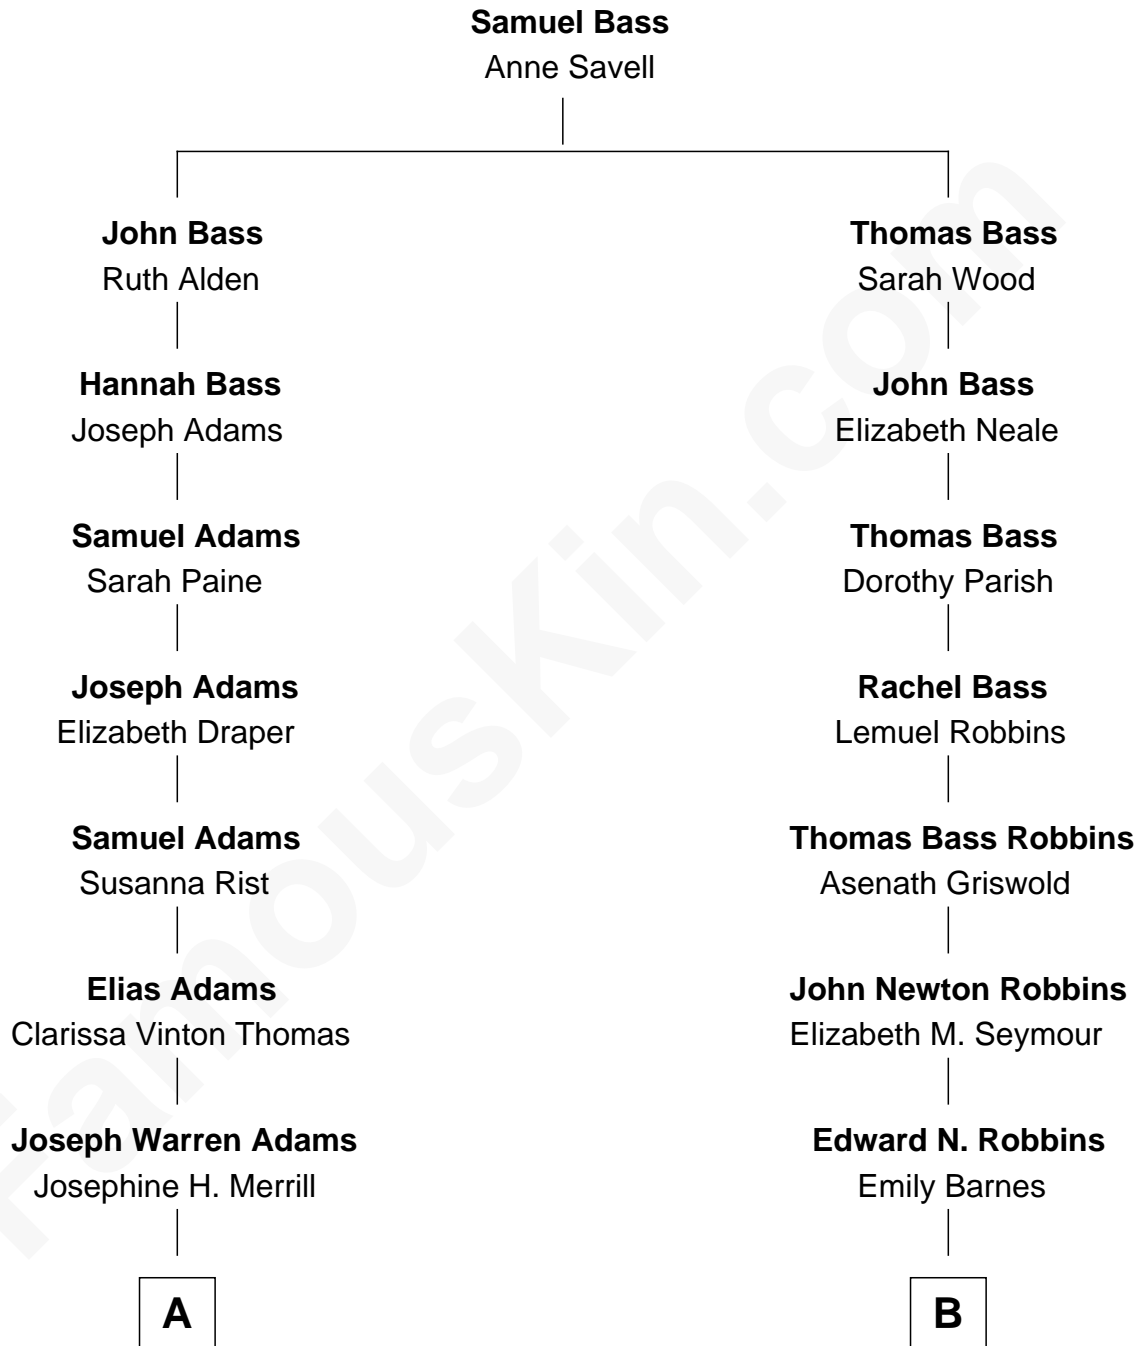 Samuel Bass
Anne Savell
John Bass
Ruth Alden
Thomas Bass
Sarah Wood
Hannah Bass
Joseph Adams
John Bass
Elizabeth Neale
Samuel Adams
Sarah Paine
Thomas Bass
Dorothy Parish
Joseph Adams
Elizabeth Draper
Rachel Bass
Lemuel Robbins
Samuel Adams
Susanna Rist
Thomas Bass Robbins
Asenath Griswold
Elias Adams
Clarissa Vinton Thomas
John Newton Robbins
Elizabeth M. Seymour
Joseph Warren Adams
Josephine H. Merrill
Edward N. Robbins
Emily Barnes
A
B
FamousKin.com